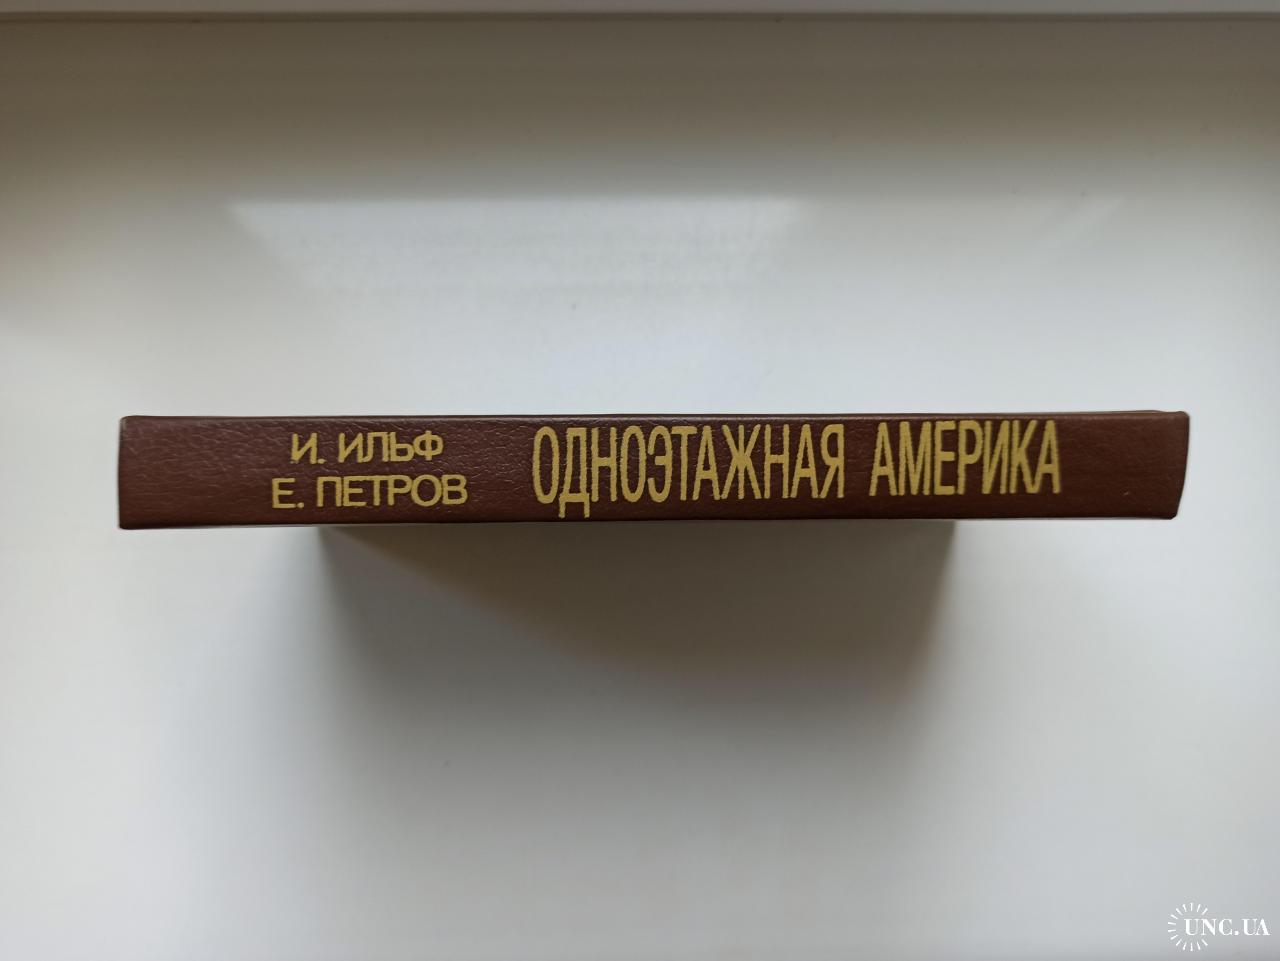 И. ИЛЬФ
Е. ПЕТРОВ
ОДНОЭТАЖНАЯ АМЕРИКА
UNC.UA